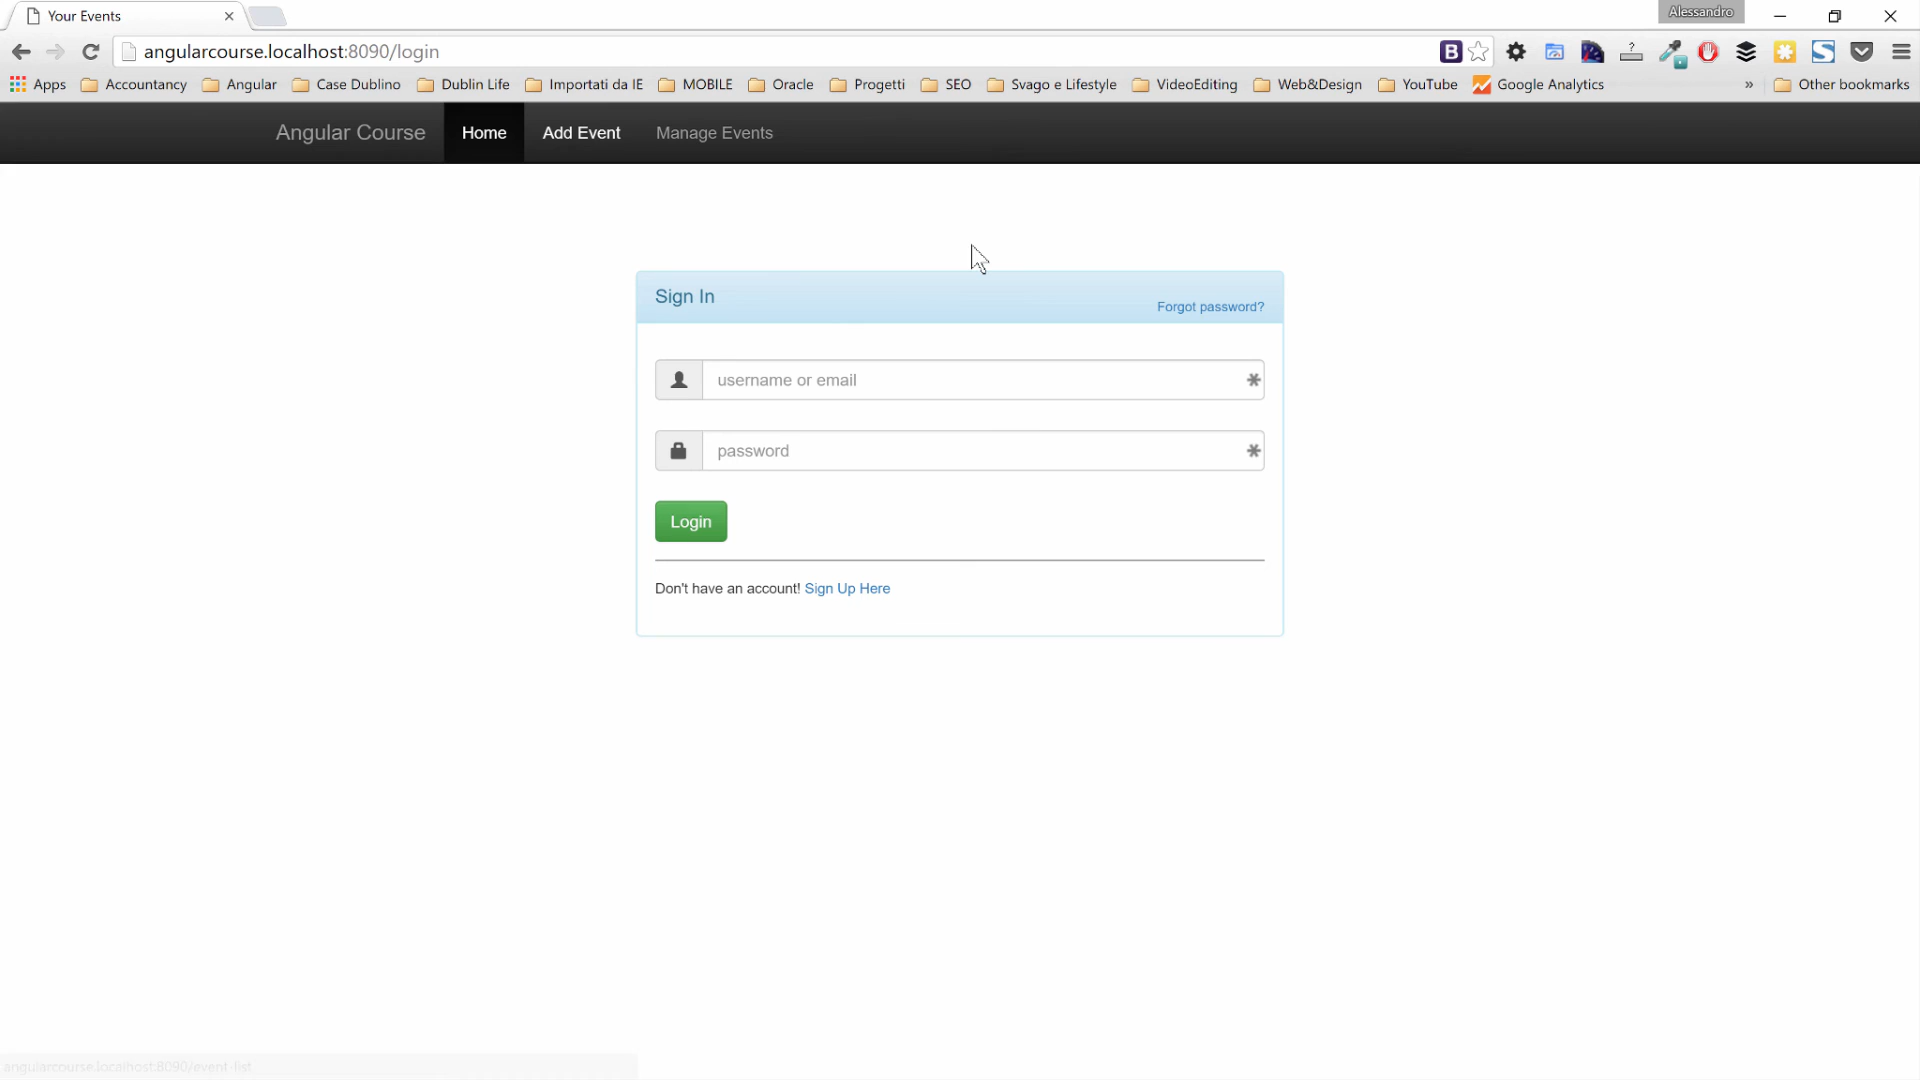 Your Events
Alessandro
angularcourse.localhost:8090/login
Apps Accountancy Angular Case Dublino Dublin Life Importati da IE MOBILE Oracle Progetti SEO Svago e Lifestyle VideoEditing Web&Design YouTube Google Analytics » Other bookmarks
Angular Course Home Add Event Manage Events
Sign In
Forgot password?
username or email
password
Login
Don't have an account! Sign Up Here
angularcourse.localhost:8090/event-list